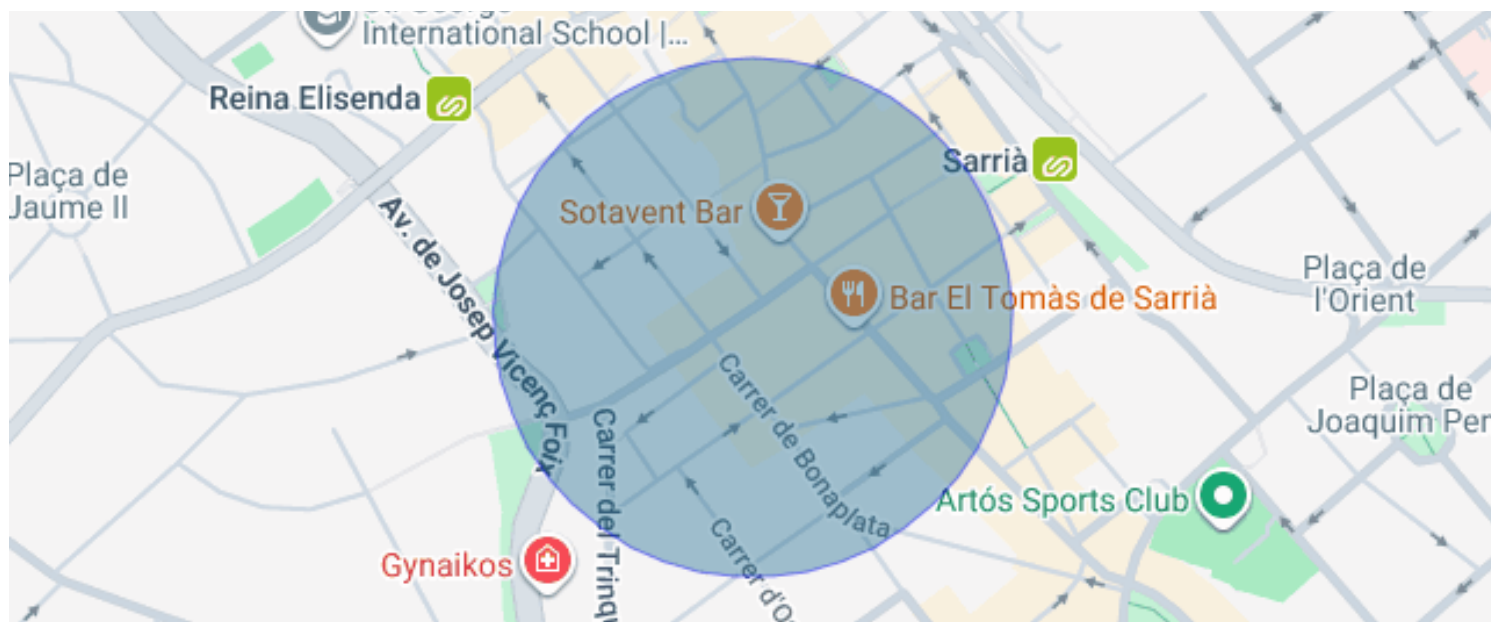 International School |...
Reina Elisenda
Plaça de
Jaume II
Sarrià
Sotavent Bar
Av. de Josep Vicenç Foix
Bar El Tomàs de Sarrià
Plaça de
l'Orient
Plaça de
Joaquim Per
Carrer de Bonaplata
Carrer del Trinqu
Artós Sports Club
Gynaikos
Carrer d'O